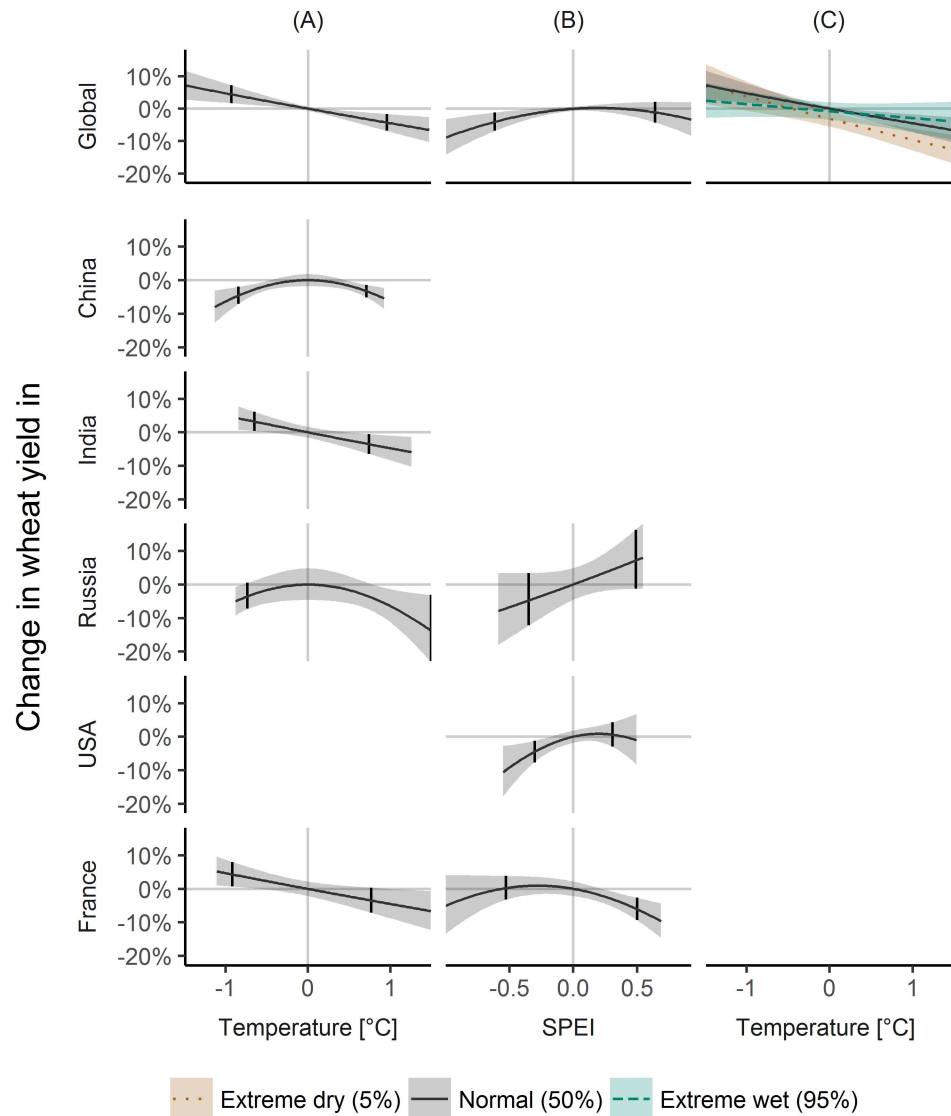 (A) (B) (C)
Change in wheat yield in
Global
10%
0%
-10%
-20%
China
10%
0%
-10%
-20%
India
10%
0%
-10%
-20%
Russia
10%
0%
-10%
-20%
USA
10%
0%
-10%
-20%
France
10%
0%
-10%
-20%
-1 0 1 -0.5 0.0 0.5 -1 0 1
Temperature [°C] SPEI Temperature [°C]
Extreme dry (5%) Normal (50%) Extreme wet (95%)